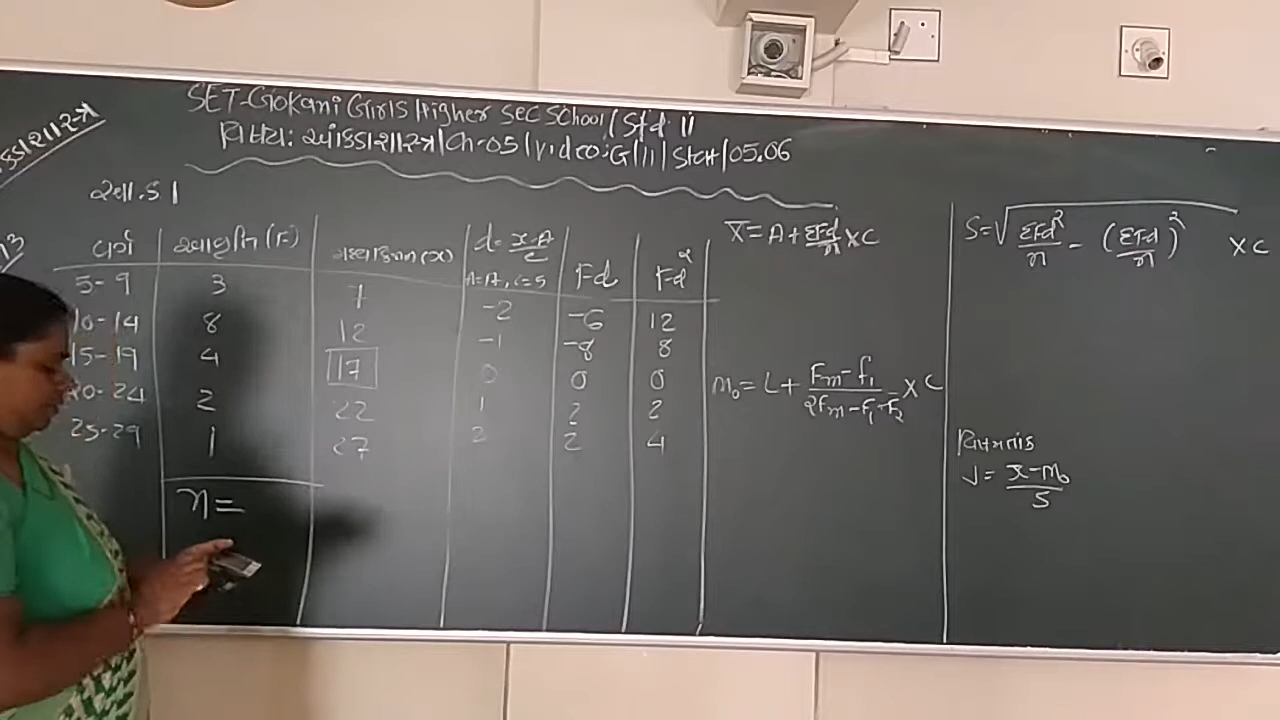 SET-Gokani Girls Higher Sec School / Std 11
વિષય: આંકડાશાસ્ત્ર | Ch-05 | Video: G | 11 | Stat | 05.06
સ્વા. 5.1
વર્ગ આવૃત્તિ (F) મધ્યકિંમત (x) d = x-A/c Fd Fd²
A=17, c=5
5-9 3 7 -2 -6 12
10-14 8 12 -1 -8 8
15-19 4 17 0 0 0
20-24 2 22 1 2 2
25-29 1 27 2 2 4
n =
x̄ = A + ΣFd/n × C
M₀ = L + Fm - f₁ / 2Fm - F₁ - F₂ × C
S = √ΣFd²/n - (ΣFd/n)² × C
વિષમતાંક
J = x̄ - M₀ / S